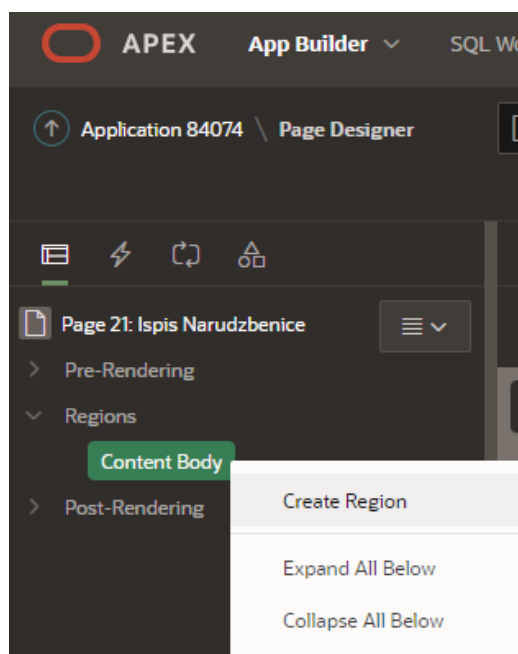 APEX App Builder SQL
Application 84074 \ Page Designer
Page 21: Ispis Narudzbenice
Pre-Rendering
Regions
Content Body
Create Region
Post-Rendering
Expand All Below
Collapse All Below